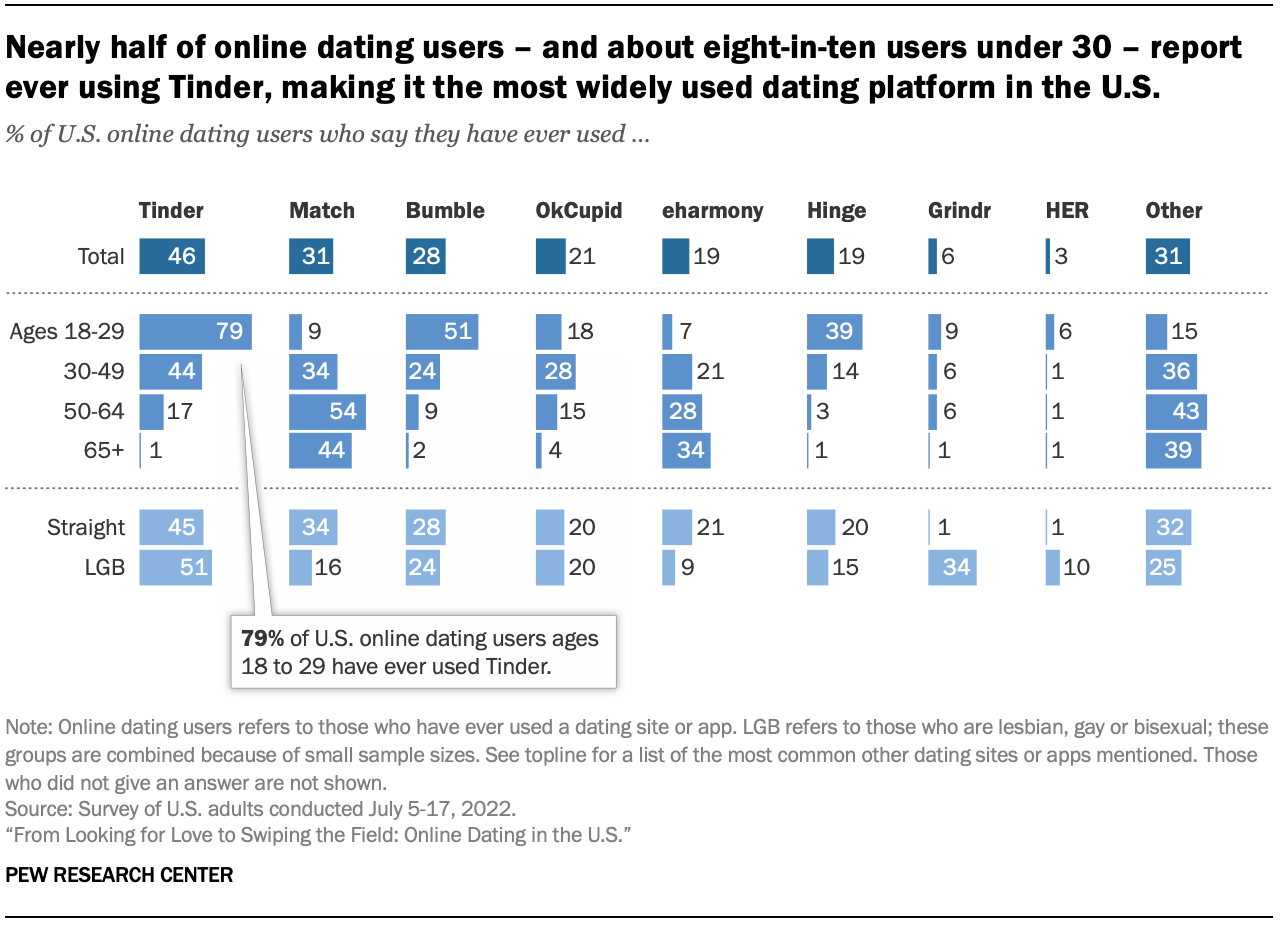 Nearly half of online dating users – and about eight-in-ten users under 30 – report
ever using Tinder, making it the most widely used dating platform in the U.S.
% of U.S. online dating users who say they have ever used ...
Tinder Match Bumble OkCupid eharmony Hinge Grindr HER Other
Total 46 31 28 21 19 19 6 3 31
Ages 18-29 79 9 51 18 7 39 9 6 15
30-49 44 34 24 28 21 14 6 1 36
50-64 17 54 9 15 28 3 6 1 43
65+ 1 44 2 4 34 1 1 1 39
Straight 45 34 28 20 21 20 1 1 32
LGB 51 16 24 20 9 15 34 10 25
79% of U.S. online dating users ages
18 to 29 have ever used Tinder.
Note: Online dating users refers to those who have ever used a dating site or app. LGB refers to those who are lesbian, gay or bisexual; these
groups are combined because of small sample sizes. See topline for a list of the most common other dating sites or apps mentioned. Those
who did not give an answer are not shown.
Source: Survey of U.S. adults conducted July 5-17, 2022.
“From Looking for Love to Swiping the Field: Online Dating in the U.S.”
PEW RESEARCH CENTER